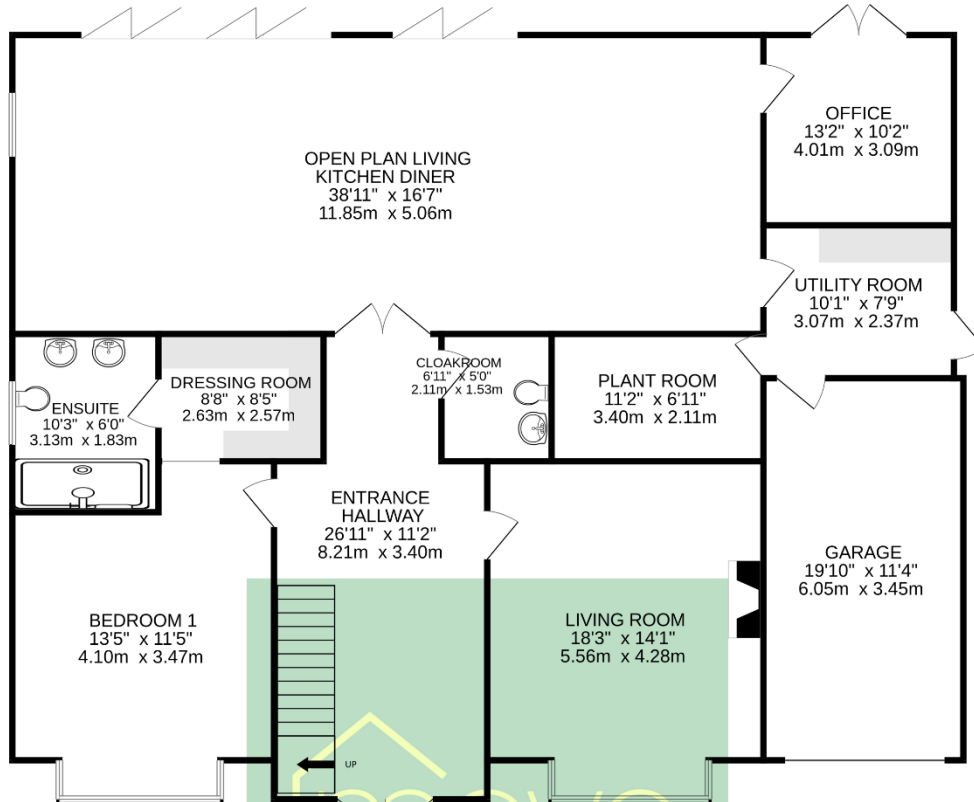 OFFICE
13'2" x 10'2"
4.01m x 3.09m
OPEN PLAN LIVING
KITCHEN DINER
38'11" x 16'7"
11.85m x 5.06m
UTILITY ROOM
10'1" x 7'9"
3.07m x 2.37m
CLOAKROOM
6'11" x 5'0"
2.11m x 1.53m
PLANT ROOM
11'2" x 6'11"
3.40m x 2.11m
DRESSING ROOM
8'8" x 8'5"
2.63m x 2.57m
ENSUITE
10'3" x 6'0"
3.13m x 1.83m
ENTRANCE
HALLWAY
26'11" x 11'2"
8.21m x 3.40m
GARAGE
19'10" x 11'4"
6.05m x 3.45m
BEDROOM 1
13'5" x 11'5"
4.10m x 3.47m
LIVING ROOM
18'3" x 14'1"
5.56m x 4.28m
UP